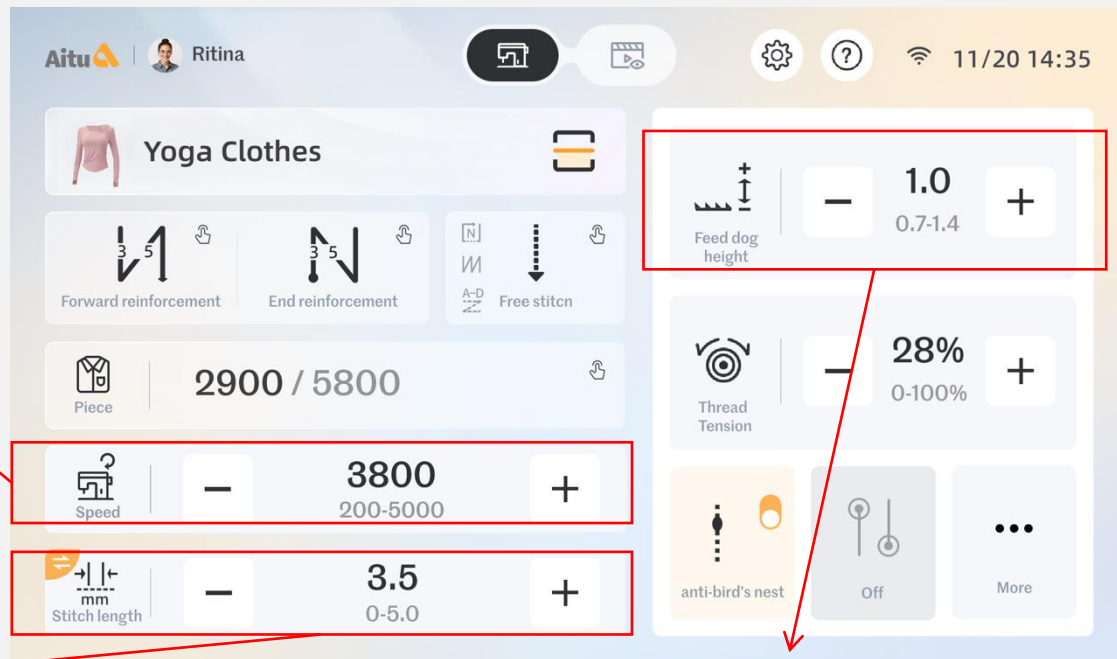 Aitu
Ritina
11/20 14:35
Yoga Clothes
3 5
Forward reinforcement
3 5
End reinforcement
N
A-D
Free stitcn
Piece
2900 / 5800
Speed
3800
200-5000
mm
Stitch length
3.5
0-5.0
Feed dog
height
1.0
0.7-1.4
Thread
Tension
28%
0-100%
anti-bird's nest
Off
More